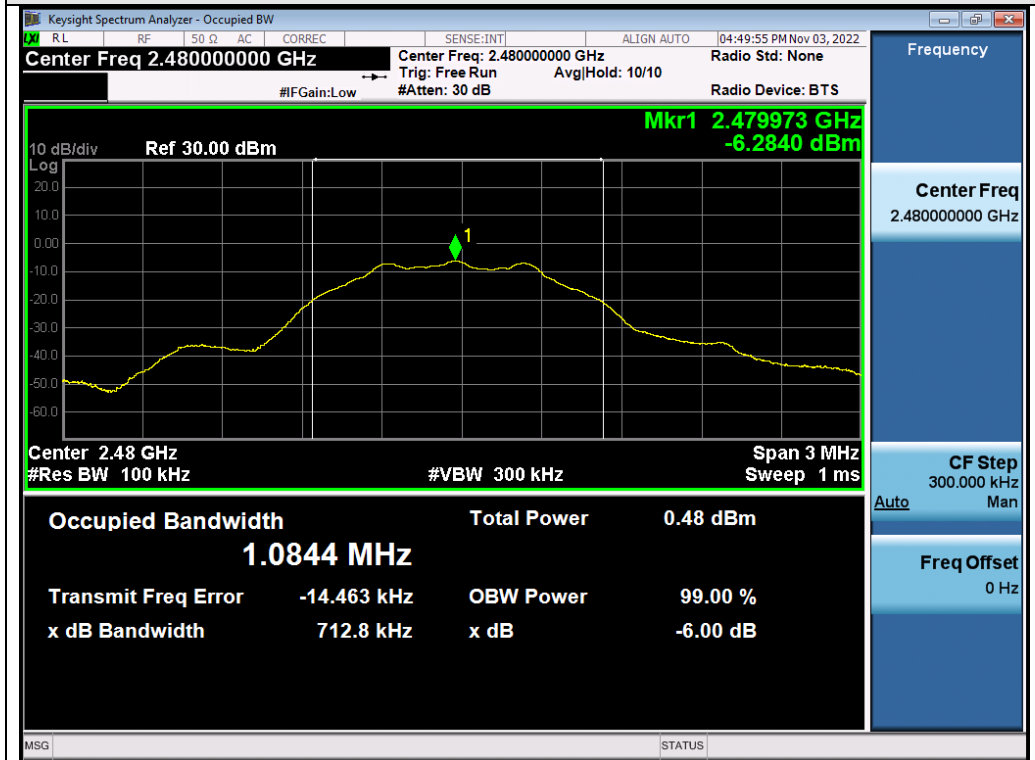 Keysight Spectrum Analyzer - Occupied BW
LXI RL RF 50 Ω AC CORREC SENSE:INT ALIGN AUTO 04:49:55 PM Nov 03, 2022
Center Freq 2.480000000 GHz
Center Freq: 2.480000000 GHz Radio Std: None
Trig: Free Run Avg|Hold: 10/10
#IFGain:Low #Atten: 30 dB Radio Device: BTS
Frequency
Mkr1 2.479973 GHz
-6.2840 dBm
10 dB/div Ref 30.00 dBm
Log
20.0
10.0
0.00
-10.0
-20.0
-30.0
-40.0
-50.0
-60.0
1
Center 2.48 GHz Span 3 MHz
#Res BW 100 kHz #VBW 300 kHz Sweep 1 ms
Center Freq
2.480000000 GHz
CF Step
300.000 kHz
Auto Man
Freq Offset
0 Hz
Occupied Bandwidth Total Power 0.48 dBm
1.0844 MHz
Transmit Freq Error -14.463 kHz OBW Power 99.00 %
x dB Bandwidth 712.8 kHz x dB -6.00 dB
MSG STATUS